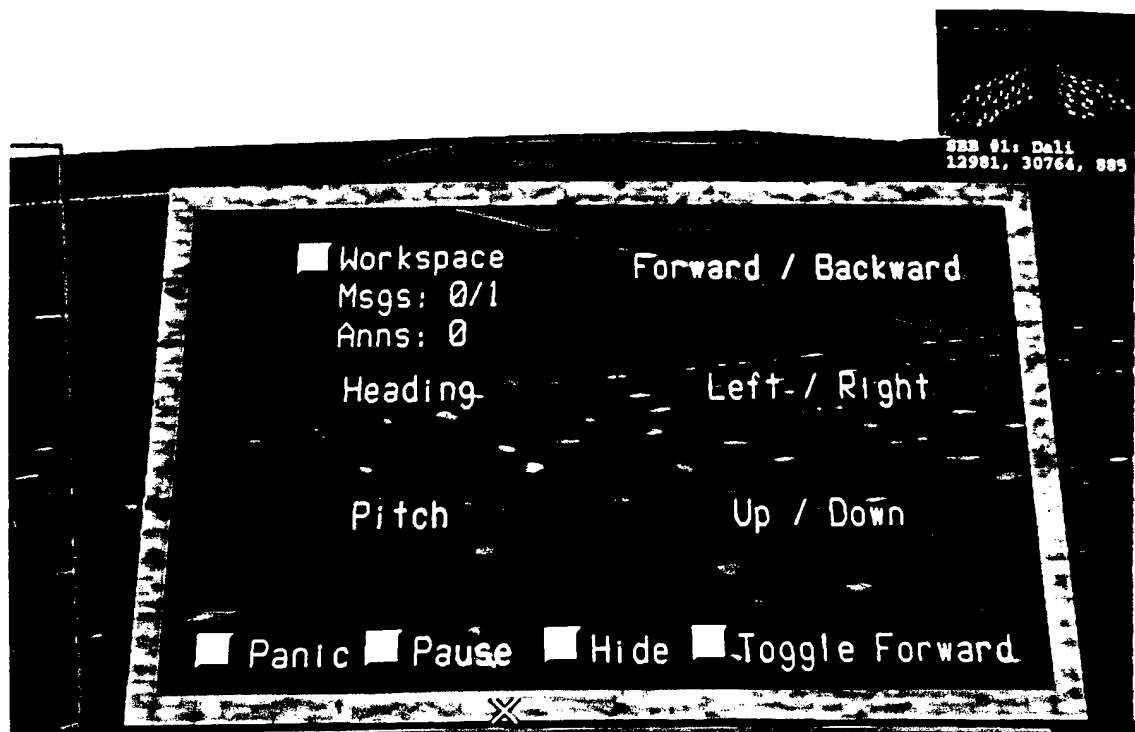 SBB #1: Dali
12981, 30764, 885
Workspace
Msgs: 0/1
Anns: 0
Forward / Backward
Heading
Left / Right
Pitch
Up / Down
Panic
Pause
Hide
Toggle Forward